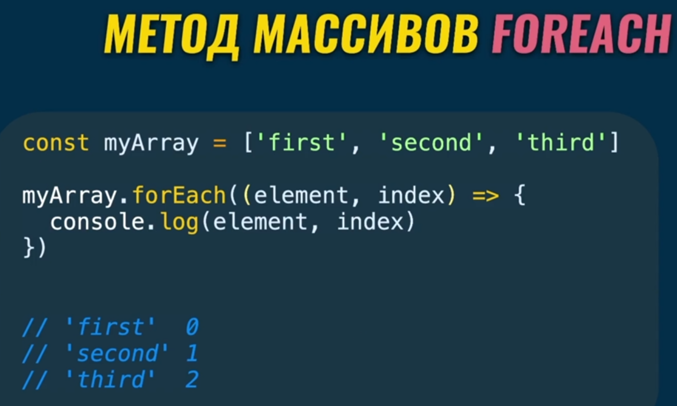 МЕТОД МАССИВОВ FOREACH
const myArray = ['first', 'second', 'third']
myArray.forEach((element, index) => {
  console.log(element, index)
})
// 'first'  0
// 'second' 1
// 'third'  2